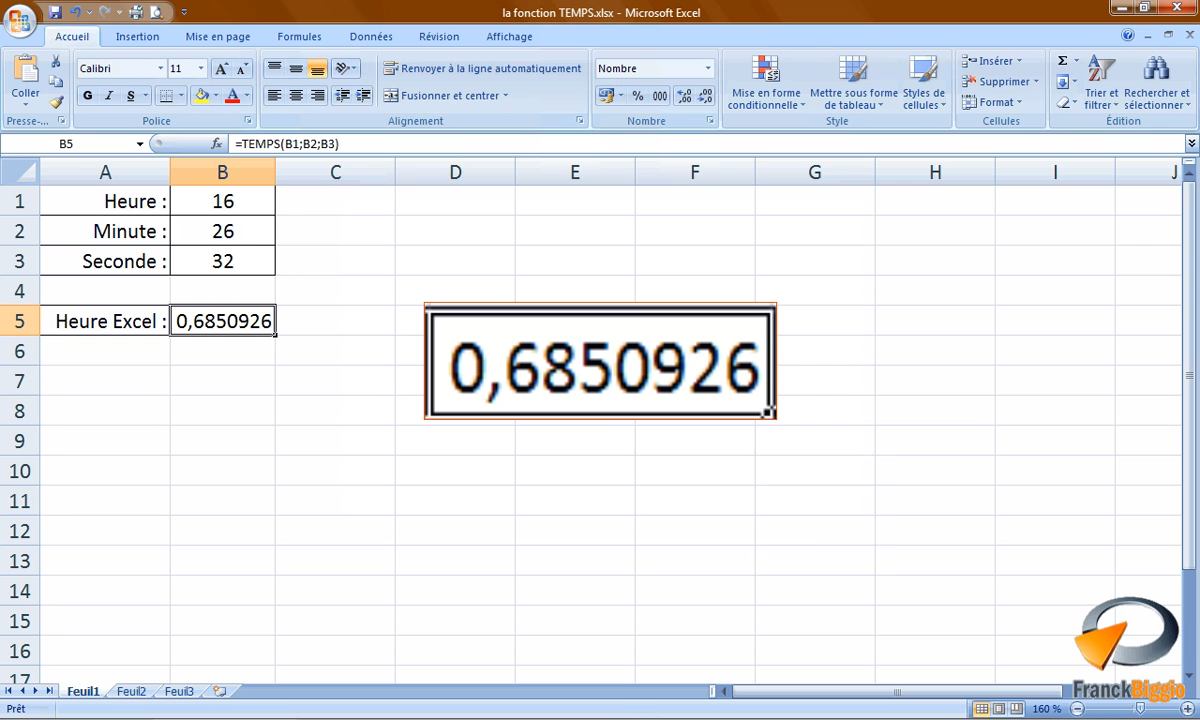 la fonction TEMPS.xlsx - Microsoft Excel
Accueil Insertion Mise en page Formules Données Révision Affichage
Coller
Calibri 11
G I S
Renvoyer à la ligne automatiquement
Fusionner et centrer
Nombre
% 000
Mise en forme conditionnelle
Mettre sous forme de tableau
Styles de cellules
Insérer
Supprimer
Format
Σ
Trier et filtrer
Rechercher et sélectionner
Presse-... Police Alignement Nombre Style Cellules Édition
B5 fx =TEMPS(B1;B2;B3)
A B C D E F G H I J
1 Heure : 16
2 Minute : 26
3 Seconde : 32
4
5 Heure Excel : 0,6850926
0,6850926
6
7
8
9
10
11
12
13
14
15
16
17
FranckBiggio
Feuil1 Feuil2 Feuil3
Prêt 160 %